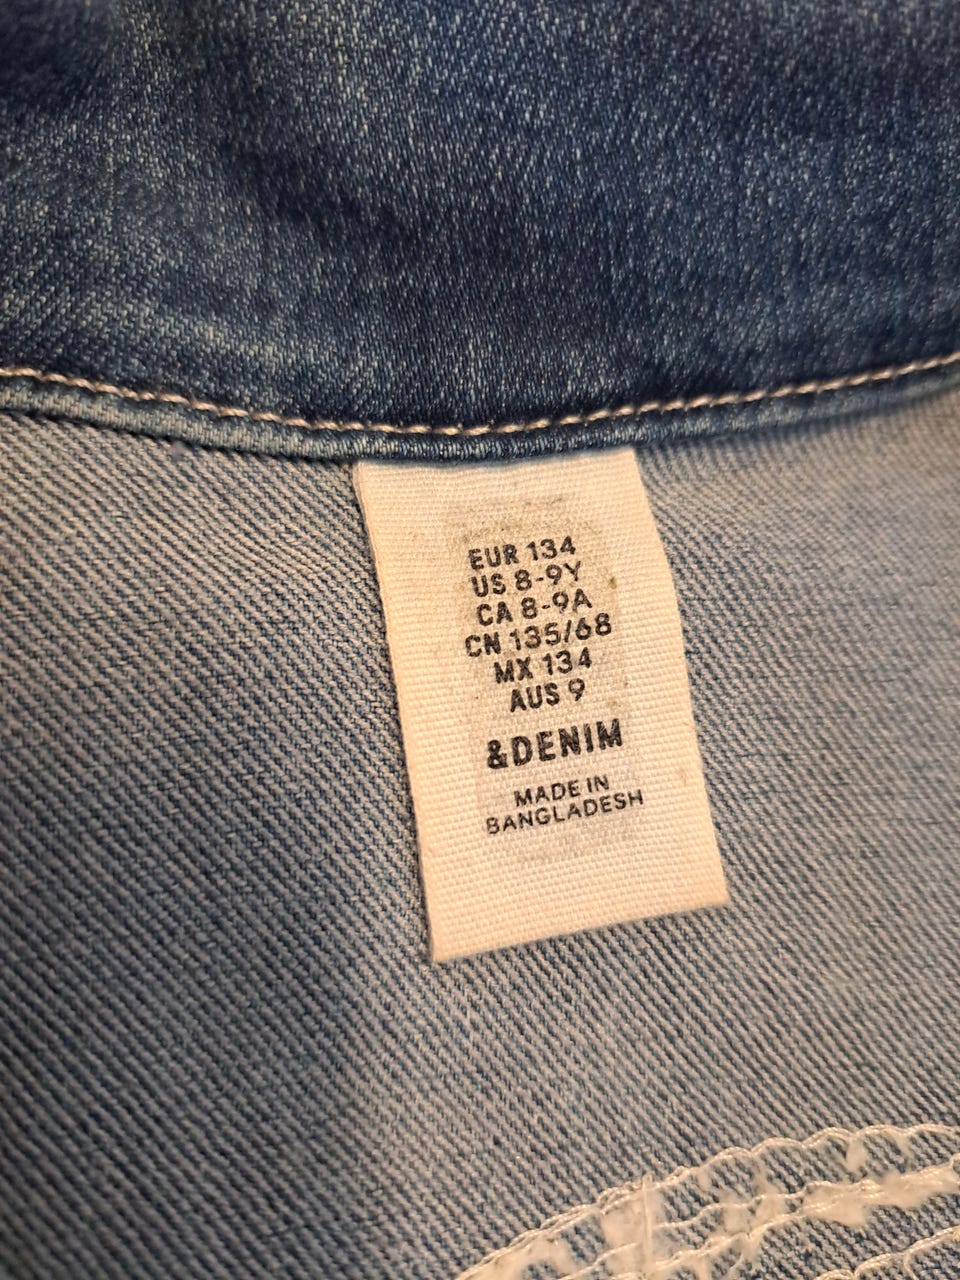 EUR 134
US 8-9Y
CA 8-9A
CN 135/68
MX 134
AUS 9
&DENIM
MADE IN
BANGLADESH